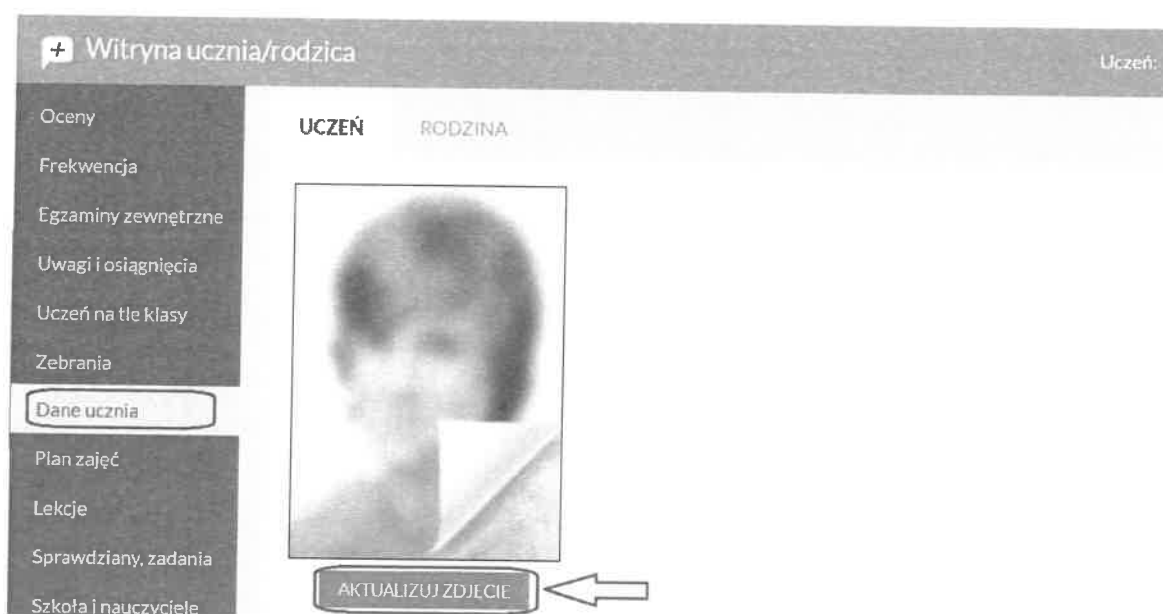 Witryna ucznia/rodzica
Uczeń:
Oceny
Frekwencja
Egzaminy zewnętrzne
Uwagi i osiągnięcia
Uczeń na tle klasy
Zebrania
Dane ucznia
Plan zajęć
Lekcje
Sprawdziany, zadania
Szkoła i nauczyciele
UCZEŃ RODZINA
AKTUALIZUJ ZDJĘCIE